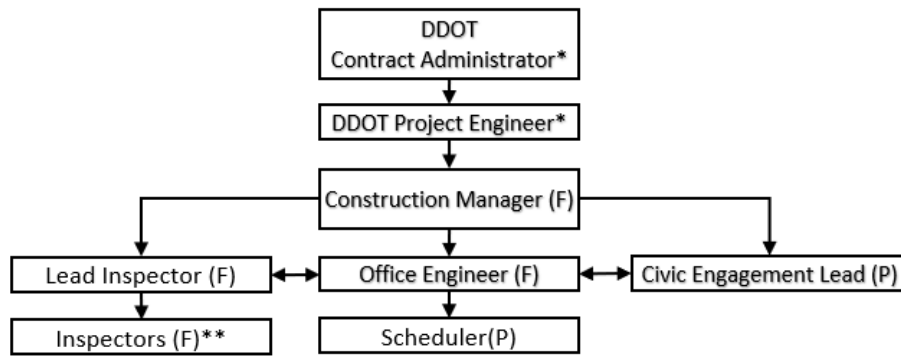 DDOT
Contract Administrator*
DDOT Project Engineer*
Construction Manager (F)
Lead Inspector (F)
Office Engineer (F)
Civic Engagement Lead (P)
Inspectors (F)**
Scheduler(P)